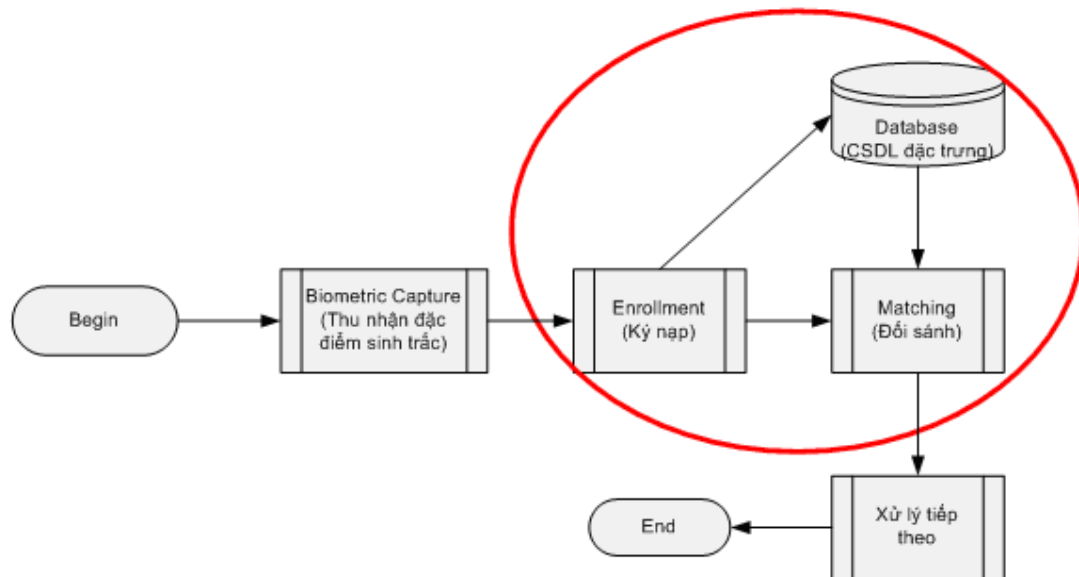 Database
(CSDL đặc trưng)
Begin
Biometric Capture
(Thu nhận đặc
điểm sinh trắc)
Enrollment
(Ký nạp)
Matching
(Đối sánh)
End
Xử lý tiếp
theo